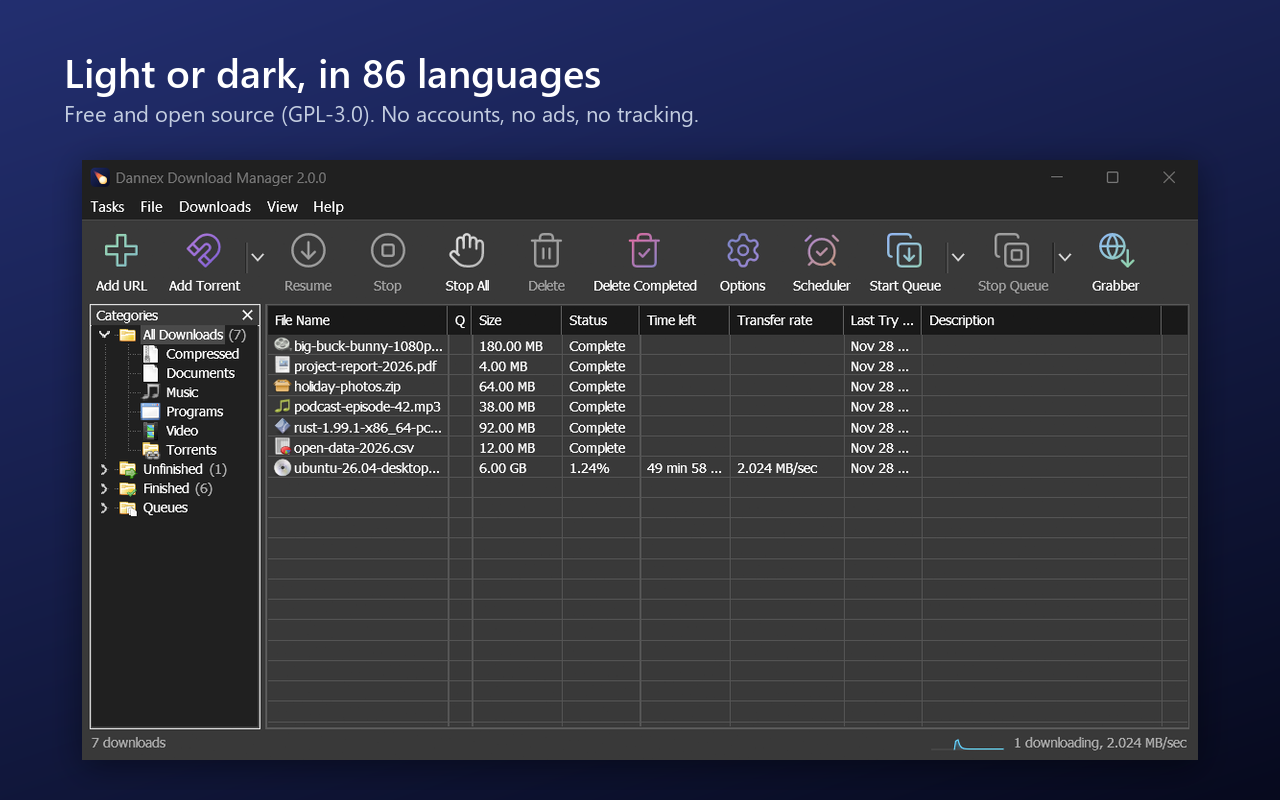 Light or dark, in 86 languages
Free and open source (GPL-3.0). No accounts, no ads, no tracking.
Dannex Download Manager 2.0.0
Tasks File Downloads View Help
Add URL Add Torrent Resume Stop Stop All Delete Delete Completed Options Scheduler Start Queue Stop Queue Grabber
Categories
All Downloads (7)
Compressed
Documents
Music
Programs
Video
Torrents
Unfinished (1)
Finished (6)
Queues
File Name Q Size Status Time left Transfer rate Last Try ... Description
big-buck-bunny-1080p... 180.00 MB Complete Nov 28 ...
project-report-2026.pdf 4.00 MB Complete Nov 28 ...
holiday-photos.zip 64.00 MB Complete Nov 28 ...
podcast-episode-42.mp3 38.00 MB Complete Nov 28 ...
rust-1.99.1-x86_64-pc... 92.00 MB Complete Nov 28 ...
open-data-2026.csv 12.00 MB Complete Nov 28 ...
ubuntu-26.04-desktop... 6.00 GB 1.24% 49 min 58 ... 2.024 MB/sec Nov 28 ...
7 downloads 1 downloading, 2.024 MB/sec